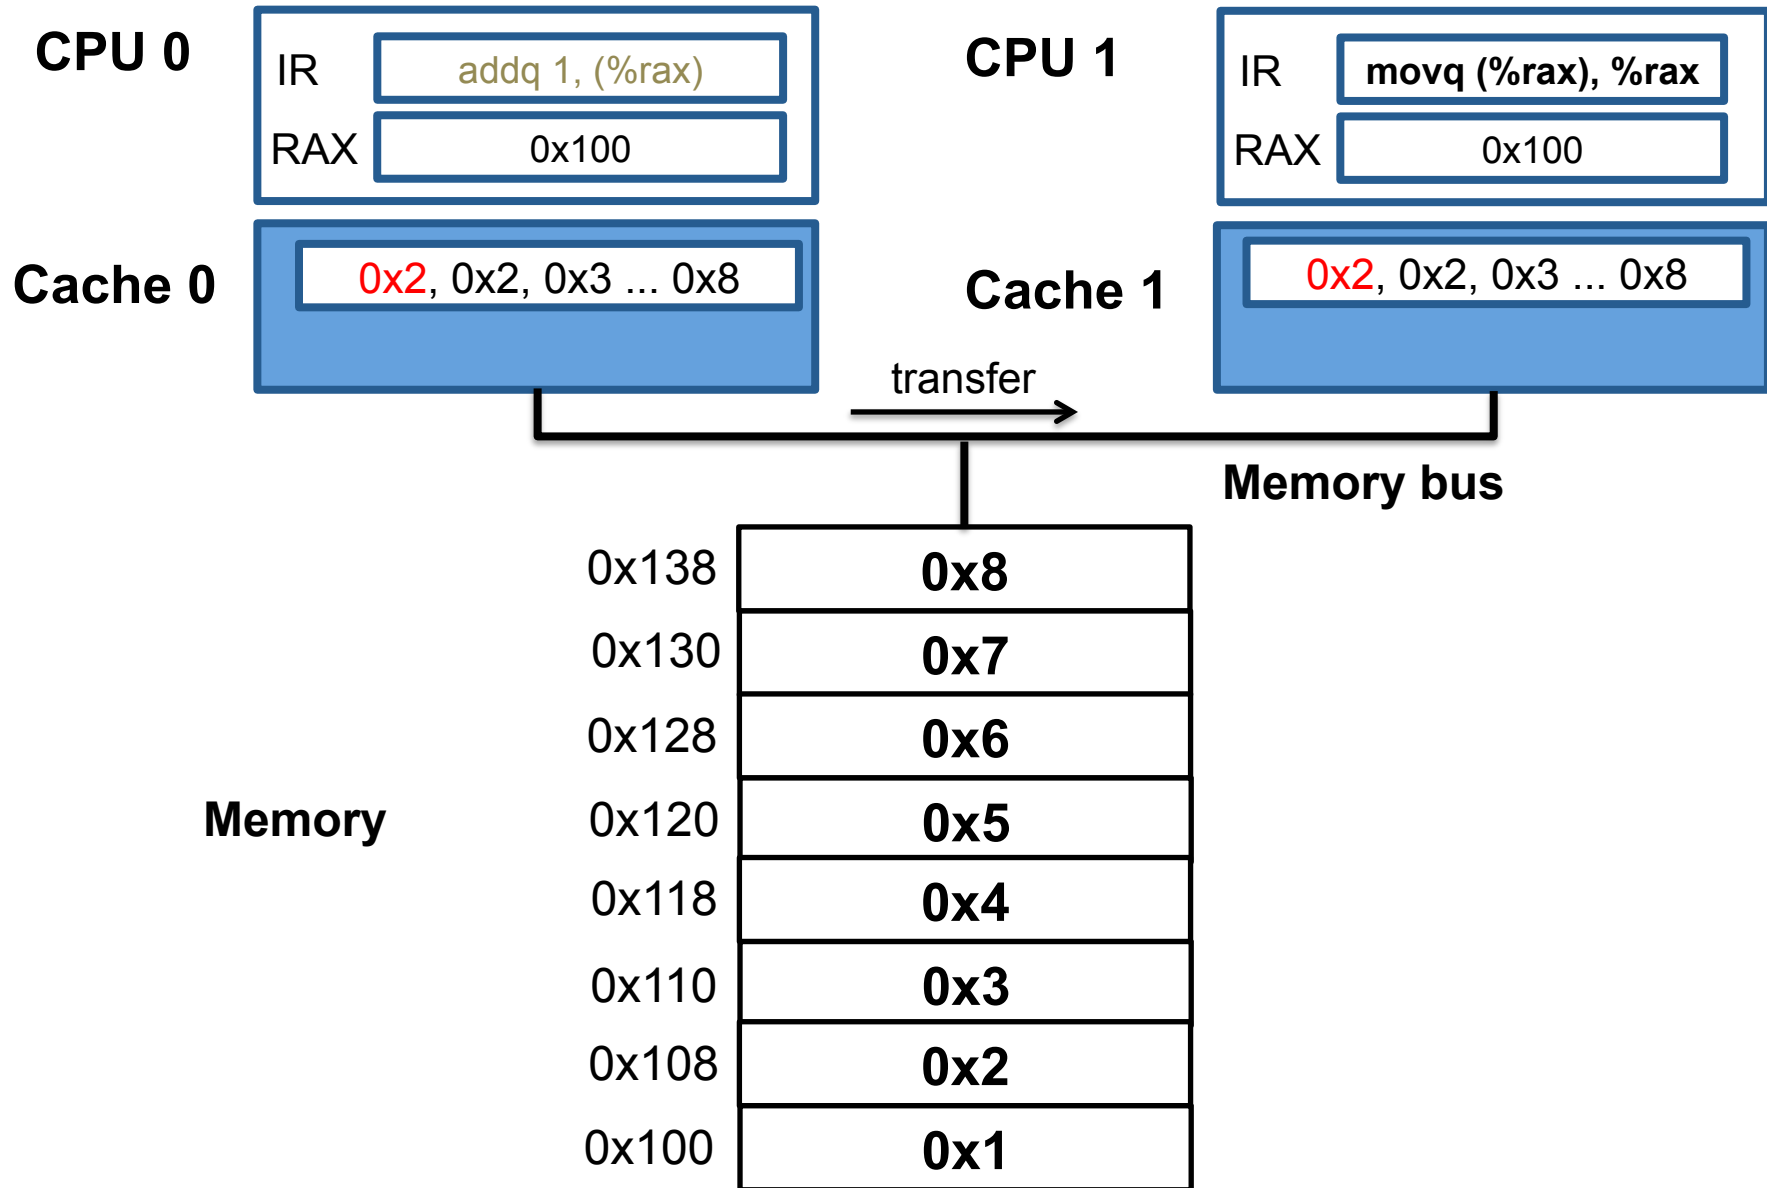 CPU 0
IR
addq 1, (%rax)
RAX
0x100
CPU 1
IR
movq (%rax), %rax
RAX
0x100
Cache 0
0x2, 0x2, 0x3 ... 0x8
Cache 1
0x2, 0x2, 0x3 ... 0x8
transfer
Memory bus
Memory
0x138
0x8
0x130
0x7
0x128
0x6
0x120
0x5
0x118
0x4
0x110
0x3
0x108
0x2
0x100
0x1